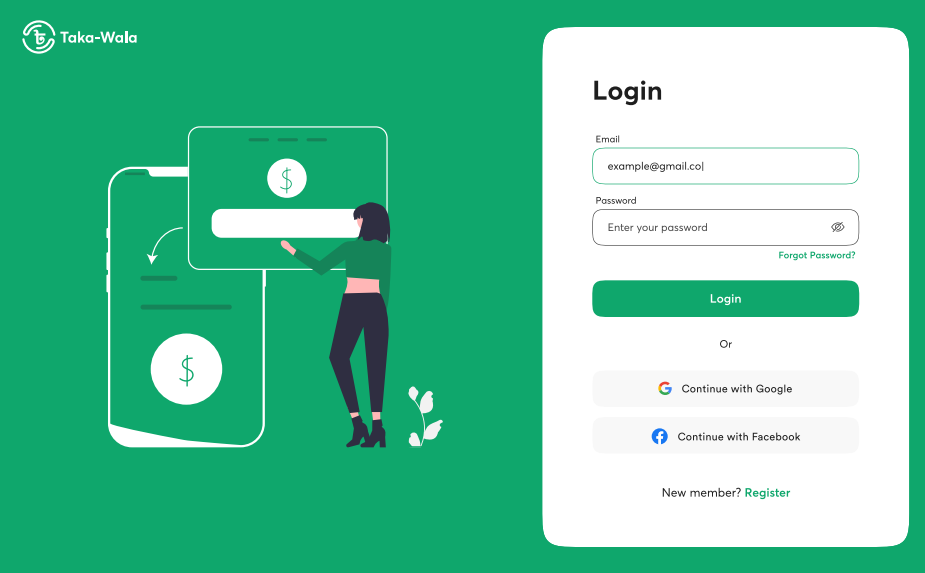 Taka-Wala
Login
Email
example@gmail.co
Password
Enter your password
Forgot Password?
Login
Or
Continue with Google
Continue with Facebook
New member? Register